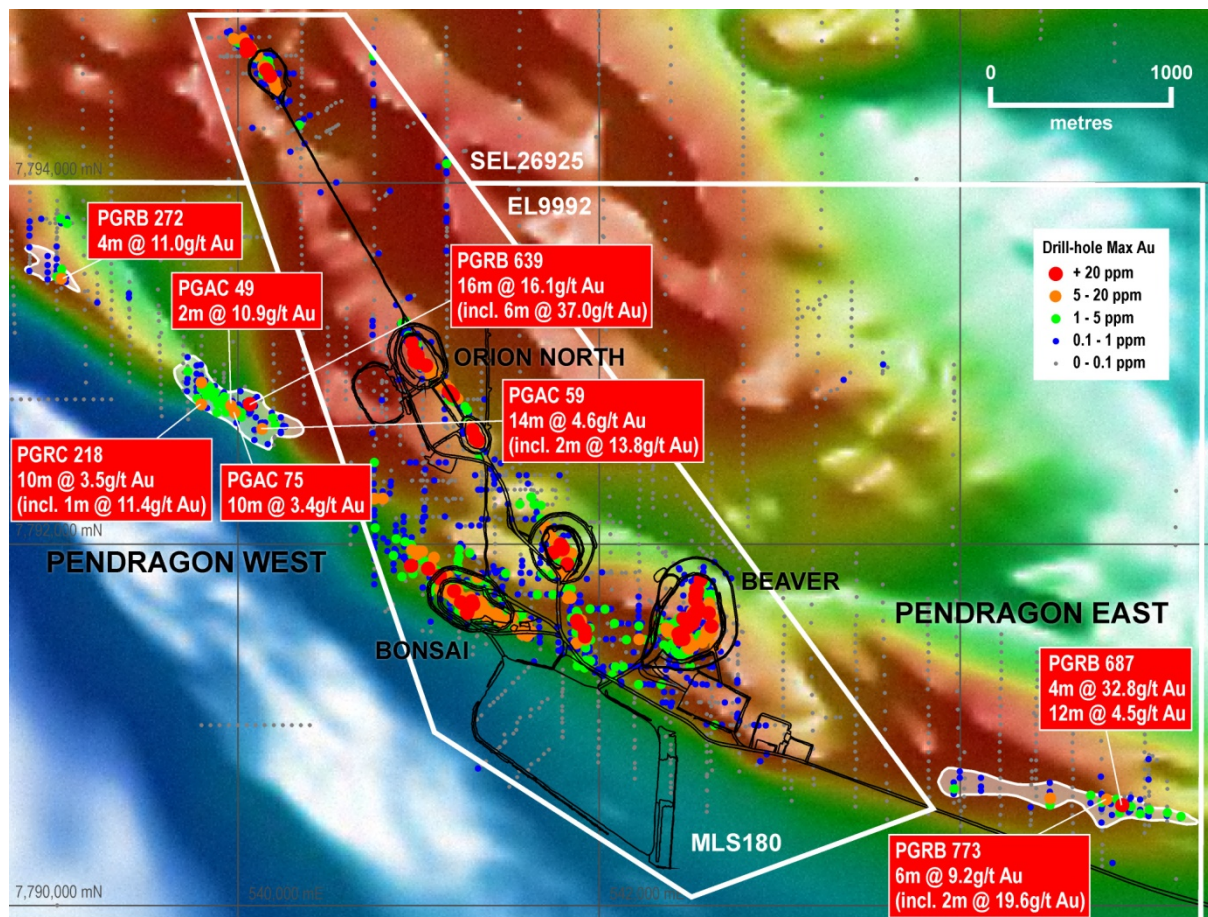 0 1000
metres
SEL26925
7,794,000 mN
EL9992
PGRB 272
4m @ 11.0g/t Au
PGAC 49
2m @ 10.9g/t Au
PGRB 639
16m @ 16.1g/t Au
(incl. 6m @ 37.0g/t Au)
Drill-hole Max Au
+ 20 ppm
5 - 20 ppm
1 - 5 ppm
0.1 - 1 ppm
0 - 0.1 ppm
ORION NORTH
PGAC 59
14m @ 4.6g/t Au
(incl. 2m @ 13.8g/t Au)
PGRC 218
10m @ 3.5g/t Au
(incl. 1m @ 11.4g/t Au)
PGAC 75
10m @ 3.4g/t Au
7,792,000 mN
PENDRAGON WEST
BEAVER
PENDRAGON EAST
BONSAI
PGRB 687
4m @ 32.8g/t Au
12m @ 4.5g/t Au
MLS180
PGRB 773
6m @ 9.2g/t Au
(incl. 2m @ 19.6g/t Au)
7,790,000 mN
540,000 mE